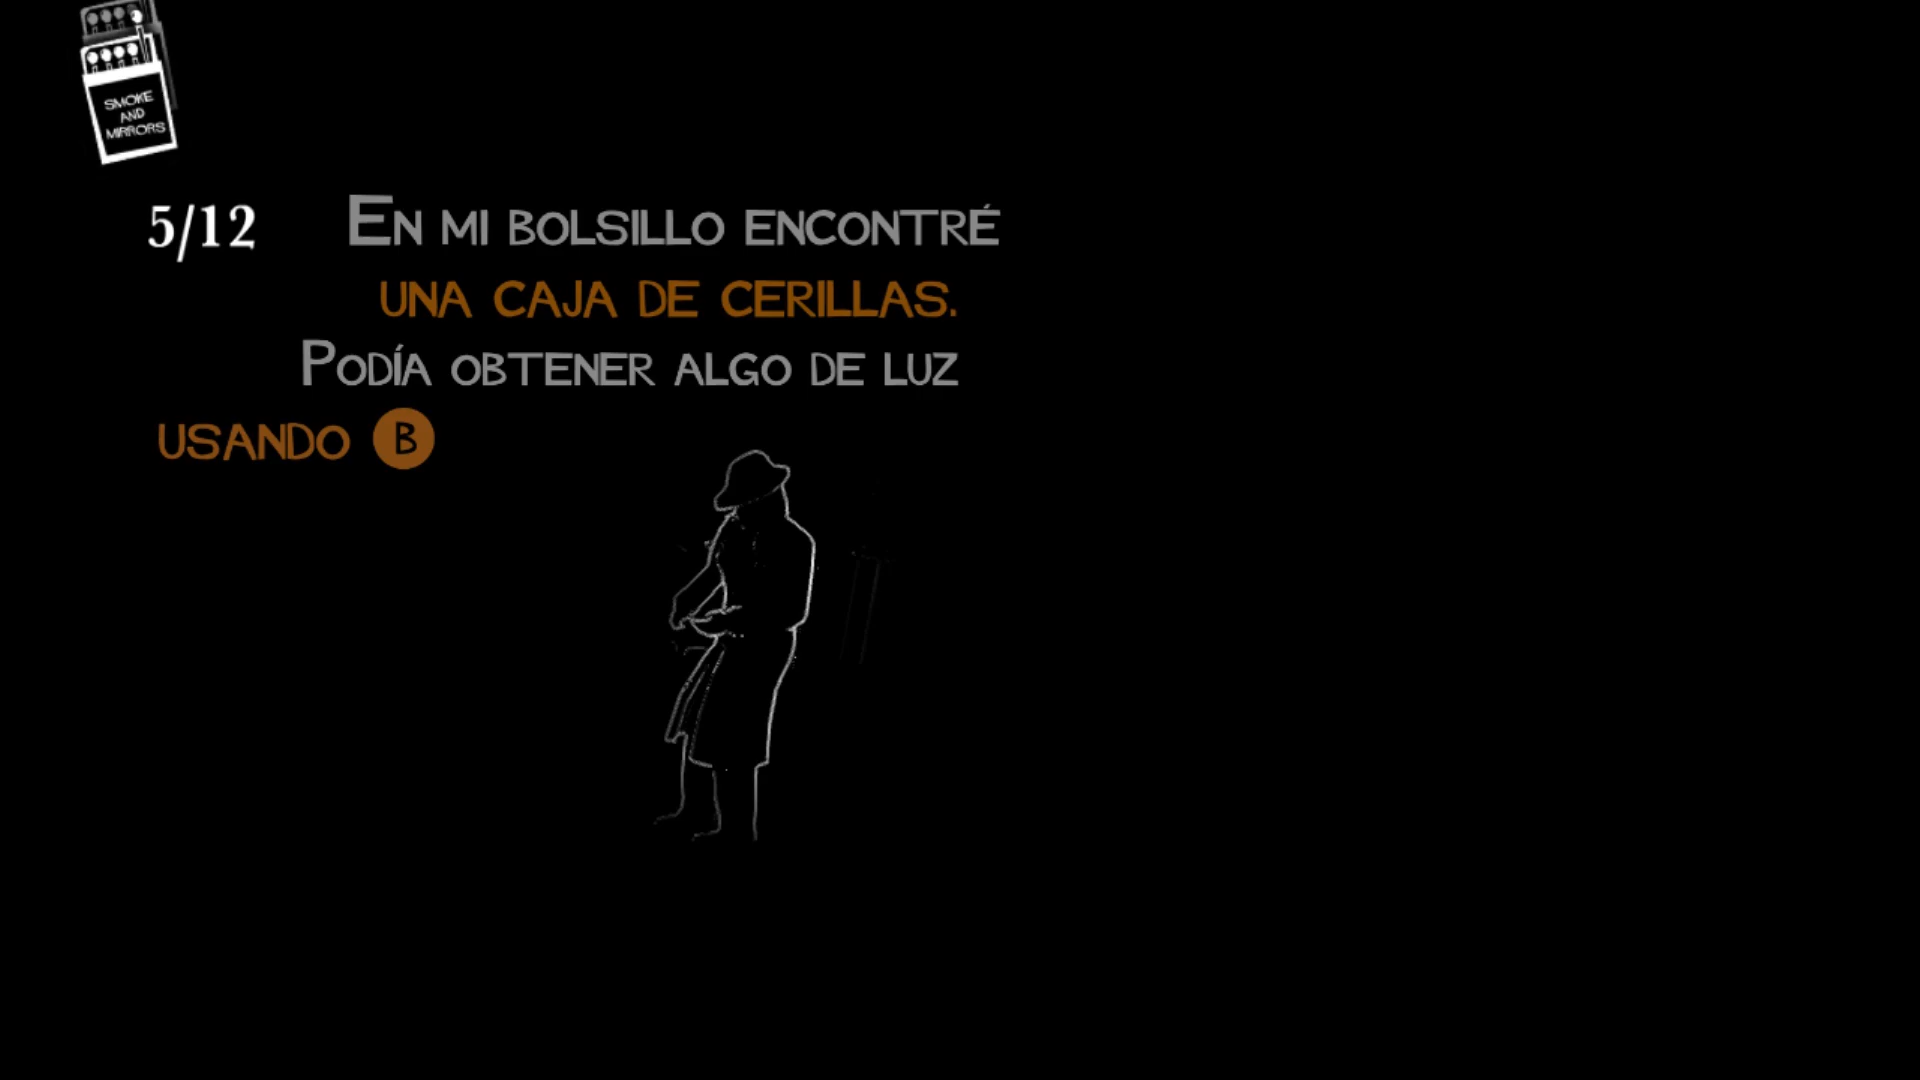 SMOKE
AND
MIRRORS
5/12
EN MI BOLSILLO ENCONTRÉ
UNA CAJA DE CERILLAS.
PODÍA OBTENER ALGO DE LUZ
USANDO B